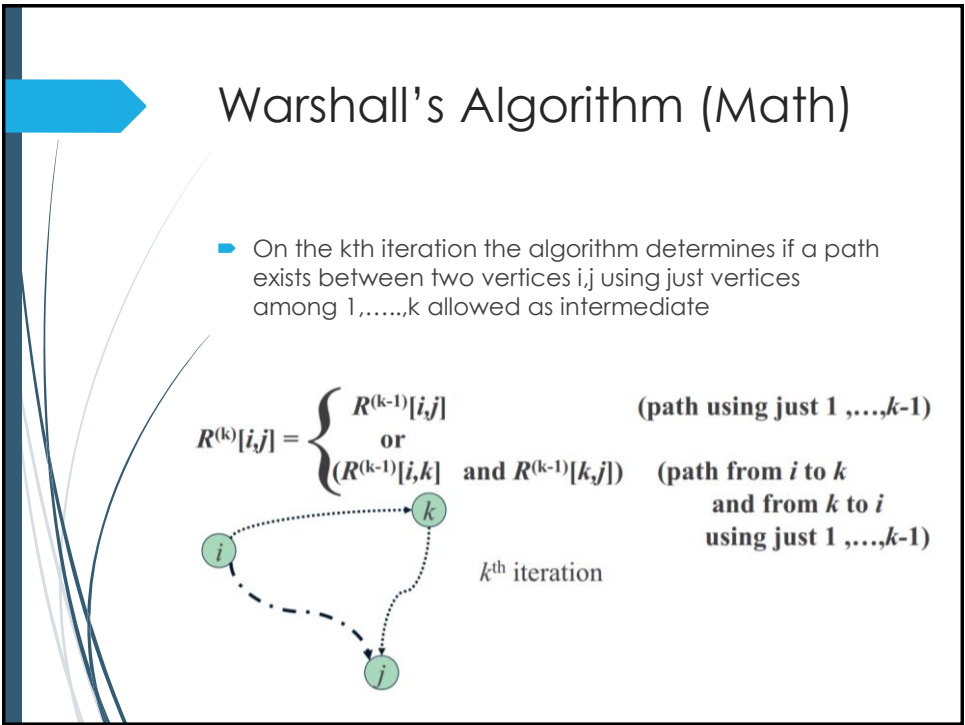 Warshall's Algorithm (Math)
On the kth iteration the algorithm determines if a path
exists between two vertices i,j using just vertices
among 1,…..,k allowed as intermediate
R(k-1)[i,j] (path using just 1 ,…,k-1)
R(k)[i,j] = { or
(R(k-1)[i,k] and R(k-1)[k,j]) (path from i to k
and from k to i
using just 1 ,…,k-1)
k
i
kth iteration
j